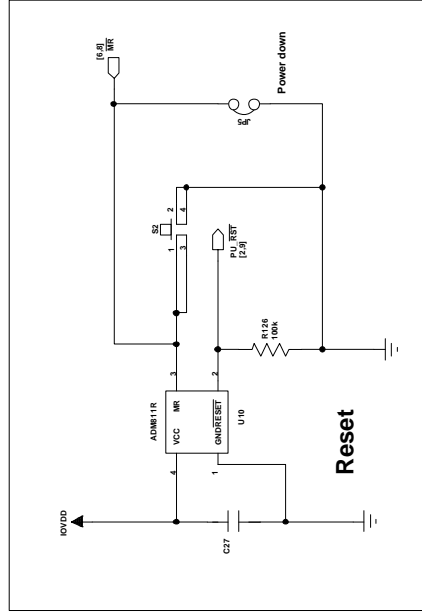 [6,8] MR
JP5
Power down
S2
1
2
3
4
PU_RST
[2,9]
R126
100k
ADM811R
3
4
VCC
MR
GND
RESET
1
2
U10
IOVDD
C27
Reset